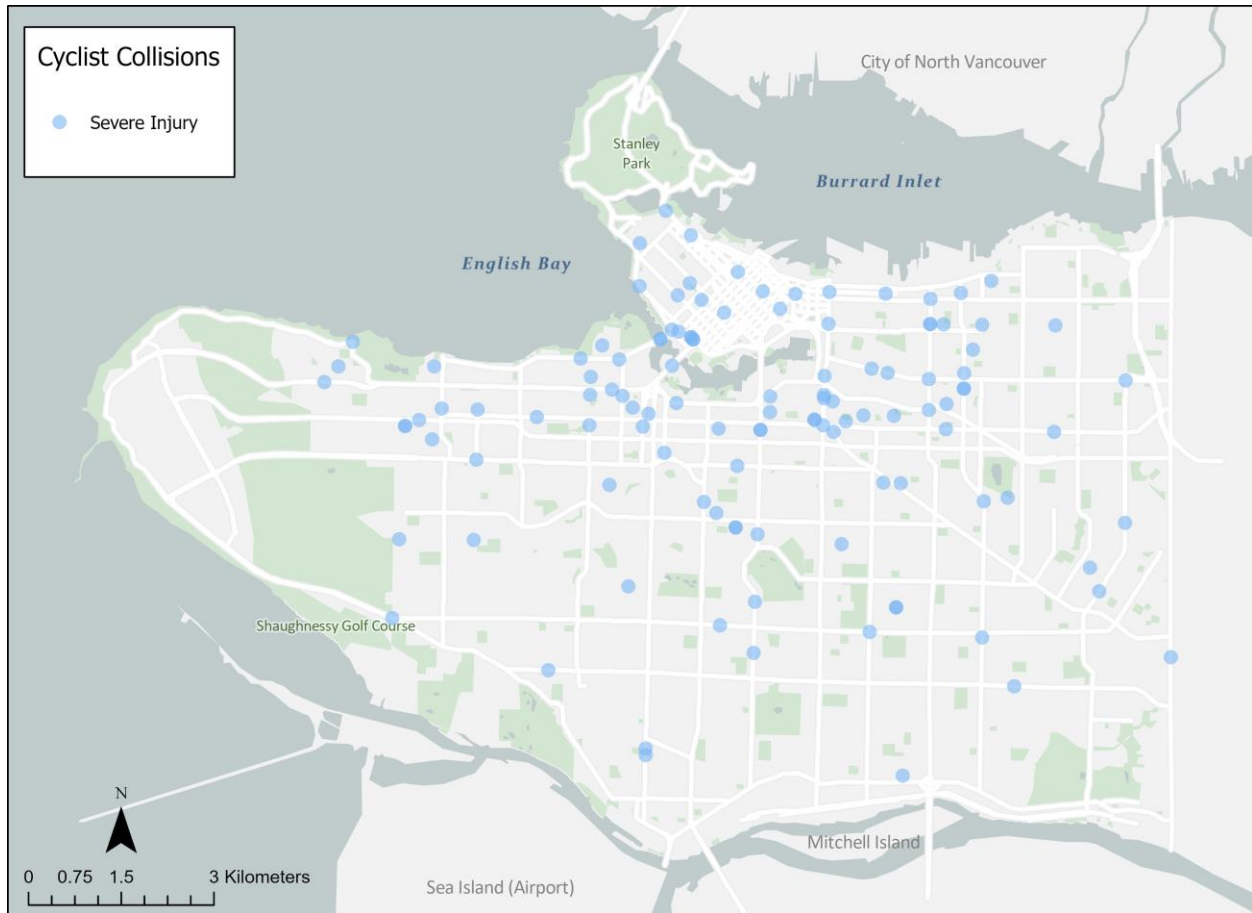 Cyclist Collisions
Severe Injury
City of North Vancouver
Stanley
Park
Burrard Inlet
English Bay
Shaughnessy Golf Course
N
Mitchell Island
0 0.75 1.5 3 Kilometers
Sea Island (Airport)